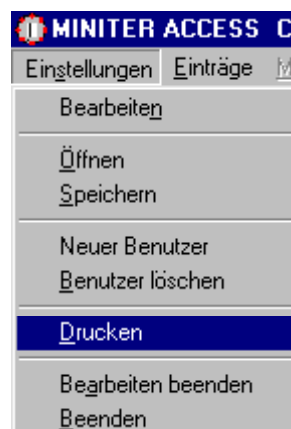 MINITER ACCESS C
Einstellungen Einträge M
Bearbeiten
Öffnen
Speichern
Neuer Benutzer
Benutzer löschen
Drucken
Bearbeiten beenden
Beenden